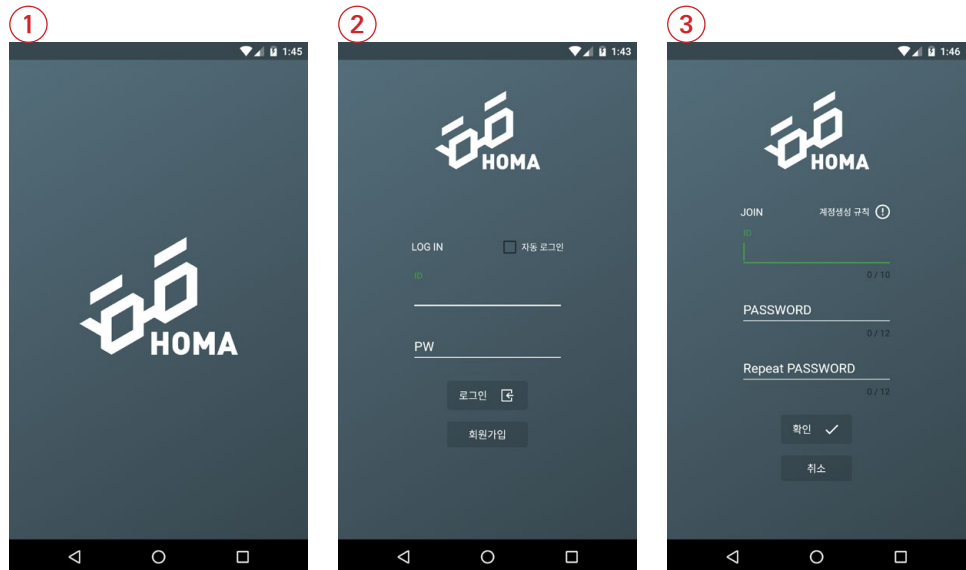 1
1:45
HOMA
2
1:43
HOMA
LOG IN
자동 로그인
ID
PW
로그인
회원가입
3
1:46
HOMA
JOIN
계정생성 규칙
ID
0 / 10
PASSWORD
0 / 12
Repeat PASSWORD
0 / 12
확인
취소